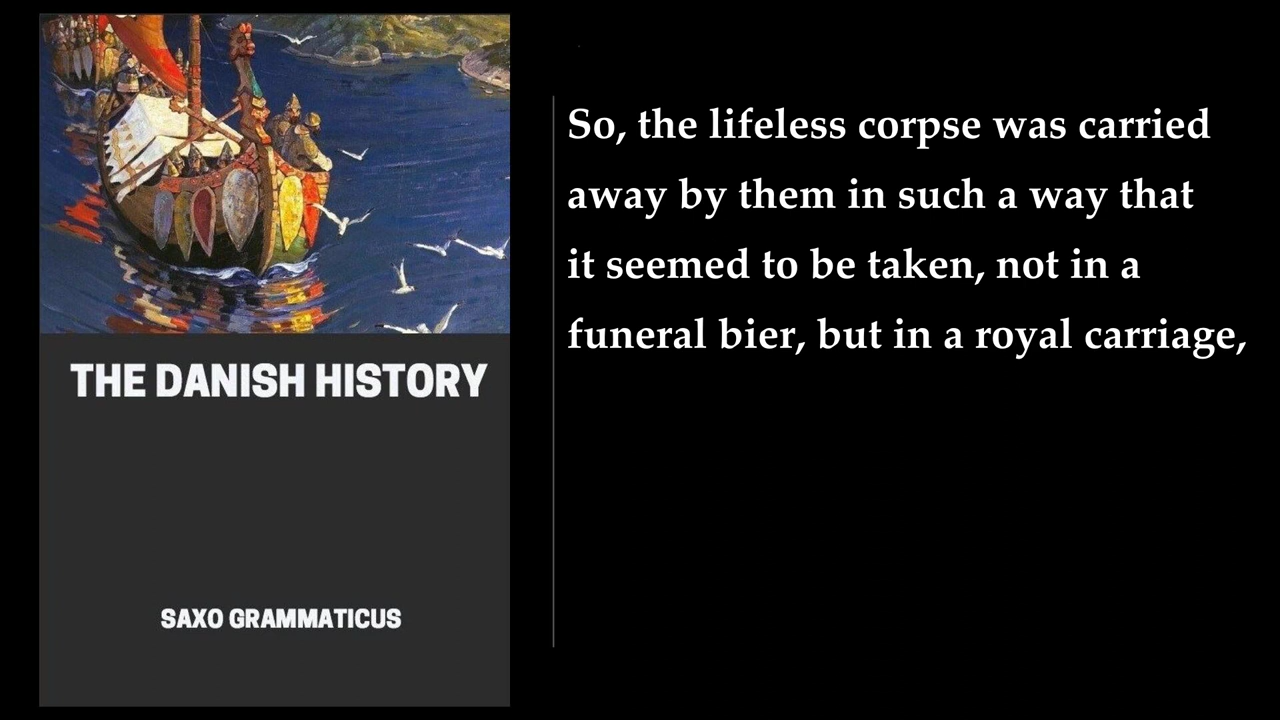 THE DANISH HISTORY
SAXO GRAMMATICUS
So, the lifeless corpse was carried
away by them in such a way that
it seemed to be taken, not in a
funeral bier, but in a royal carriage,